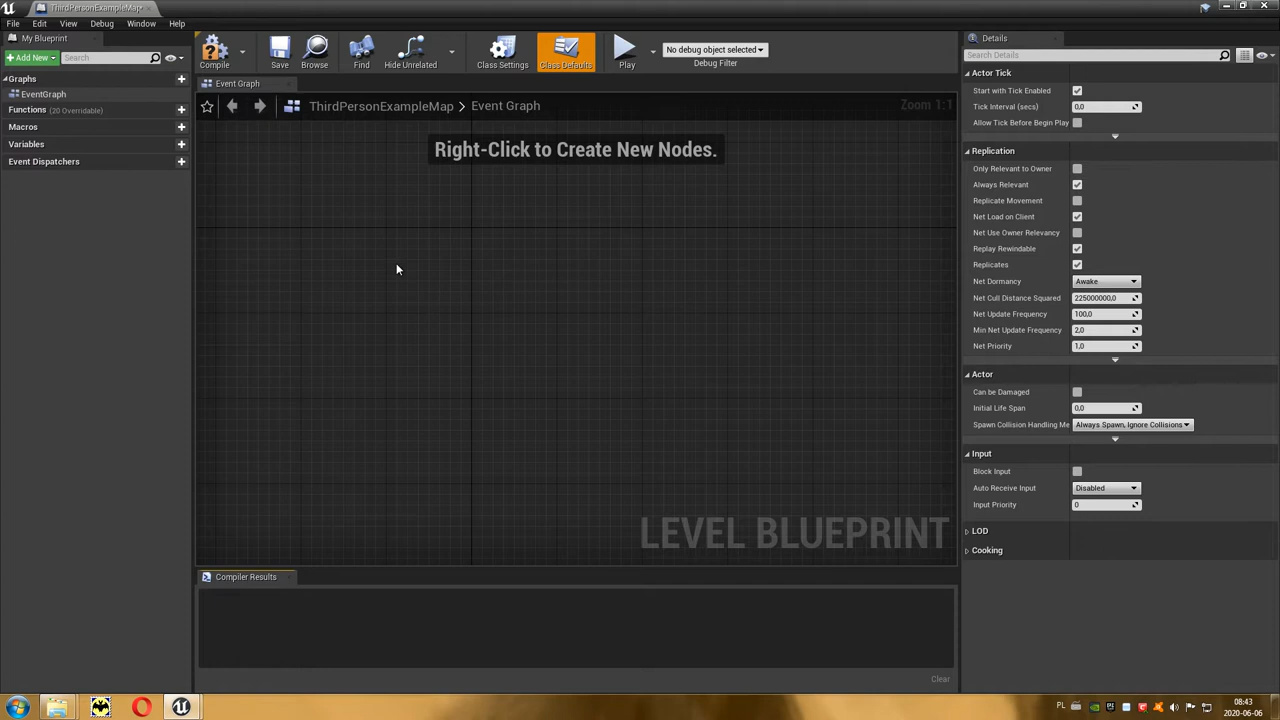 ThirdPersonExampleMap*
File Edit View Debug Window Help
My Blueprint
Add New Search
Graphs
EventGraph
Functions (20 Overridable)
Macros
Variables
Event Dispatchers
Compile Save Browse Find Hide Unrelated Class Settings Class Defaults Play
No debug object selected
Debug Filter
Event Graph
ThirdPersonExampleMap > Event Graph
Zoom 1:1
Right-Click to Create New Nodes.
LEVEL BLUEPRINT
Compiler Results
Clear
Details
Search Details
Actor Tick
Start with Tick Enabled
Tick Interval (secs) 0,0
Allow Tick Before Begin Play
Replication
Only Relevant to Owner
Always Relevant
Replicate Movement
Net Load on Client
Net Use Owner Relevancy
Replay Rewindable
Replicates
Net Dormancy Awake
Net Cull Distance Squared 225000000,0
Net Update Frequency 100,0
Min Net Update Frequency 2,0
Net Priority 1,0
Actor
Can be Damaged
Initial Life Span 0,0
Spawn Collision Handling Me Always Spawn, Ignore Collisions
Input
Block Input
Auto Receive Input Disabled
Input Priority 0
LOD
Cooking
PL
08:43
2020-06-06